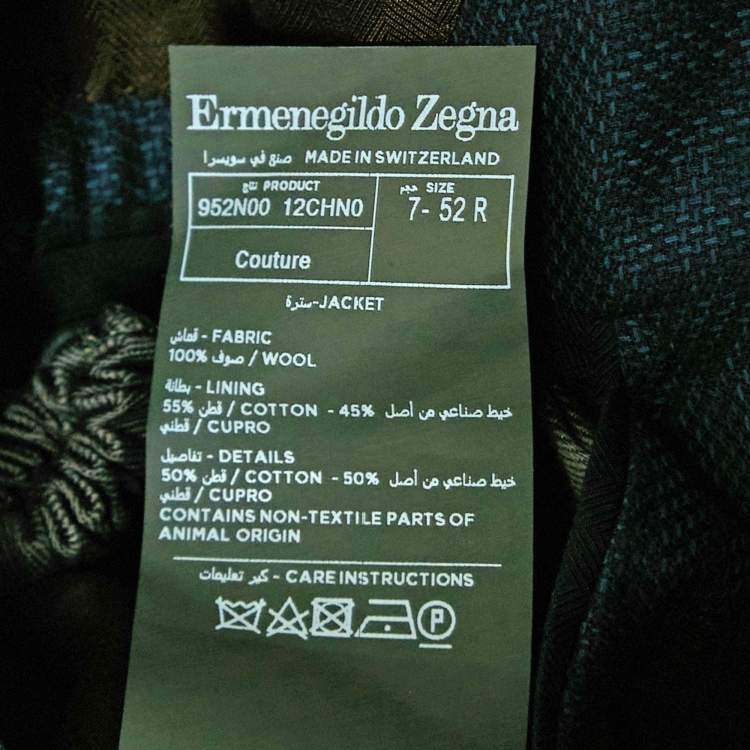 Ermenegildo Zegna
صنع في سويسرا MADE IN SWITZERLAND
نتاج PRODUCT
952N00 12CHN0
Couture
حجم SIZE
7- 52 R
سترة-JACKET
قماش - FABRIC
100% صوف / WOOL
بطانة - LINING
55% قطن / COTTON - 45% خيط صناعي من أصل
قطني / CUPRO
تفاصيل - DETAILS
50% قطن / COTTON - 50% خيط صناعي من أصل
قطني / CUPRO
CONTAINS NON-TEXTILE PARTS OF
ANIMAL ORIGIN
كير تعليمات - CARE INSTRUCTIONS
P